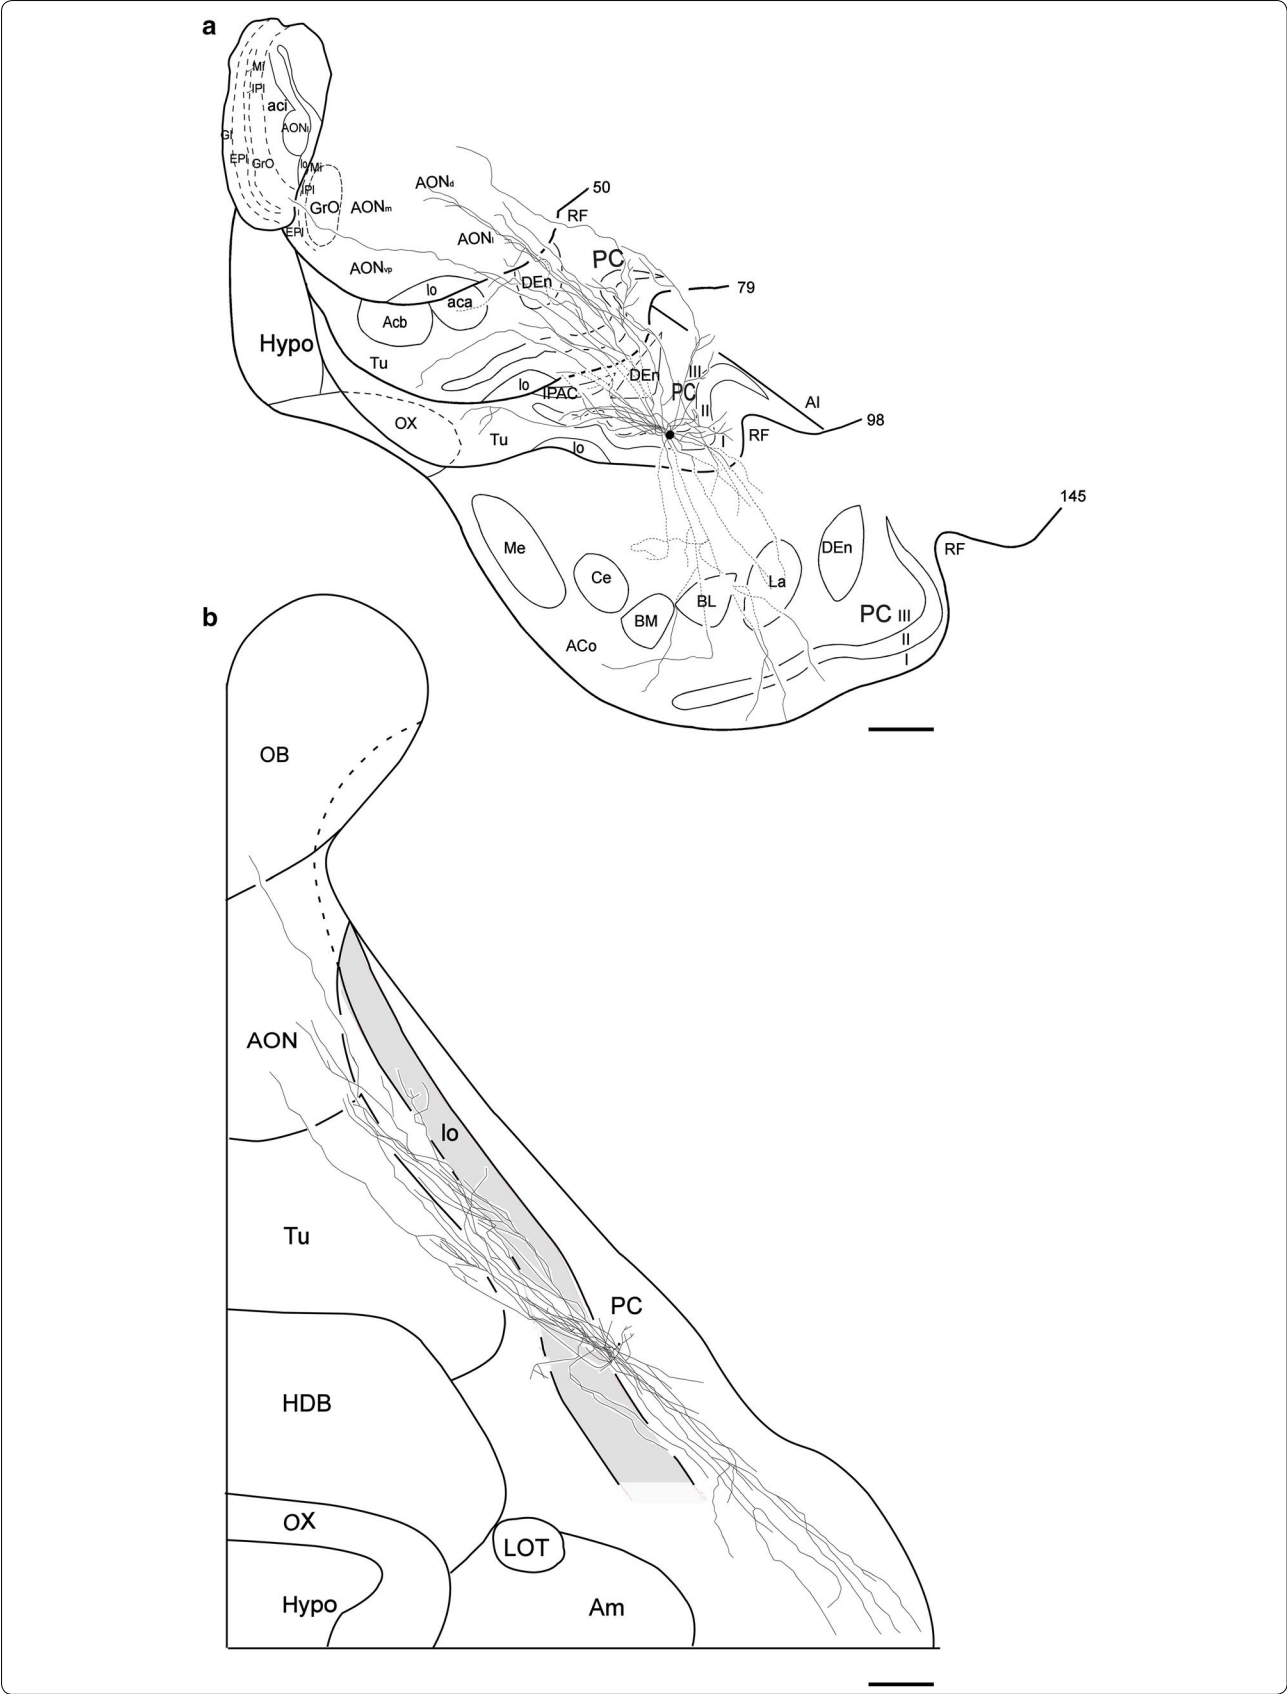 a
Mi
IPl
aci
Gl
AONl
EPl
GrO
lo
Mi
IPl
GrO
AONm
EPl
AONd
50
RF
AONl
PC
AONvp
DEn
lo
aca
79
Acb
Hypo
Tu
DEn
III
lo
IPAC
PC
II
AI
98
OX
Tu
I
RF
lo
145
Me
DEn
RF
Ce
La
BL
BM
PC
III
II
I
ACo
b
OB
AON
lo
Tu
PC
HDB
OX
LOT
Hypo
Am